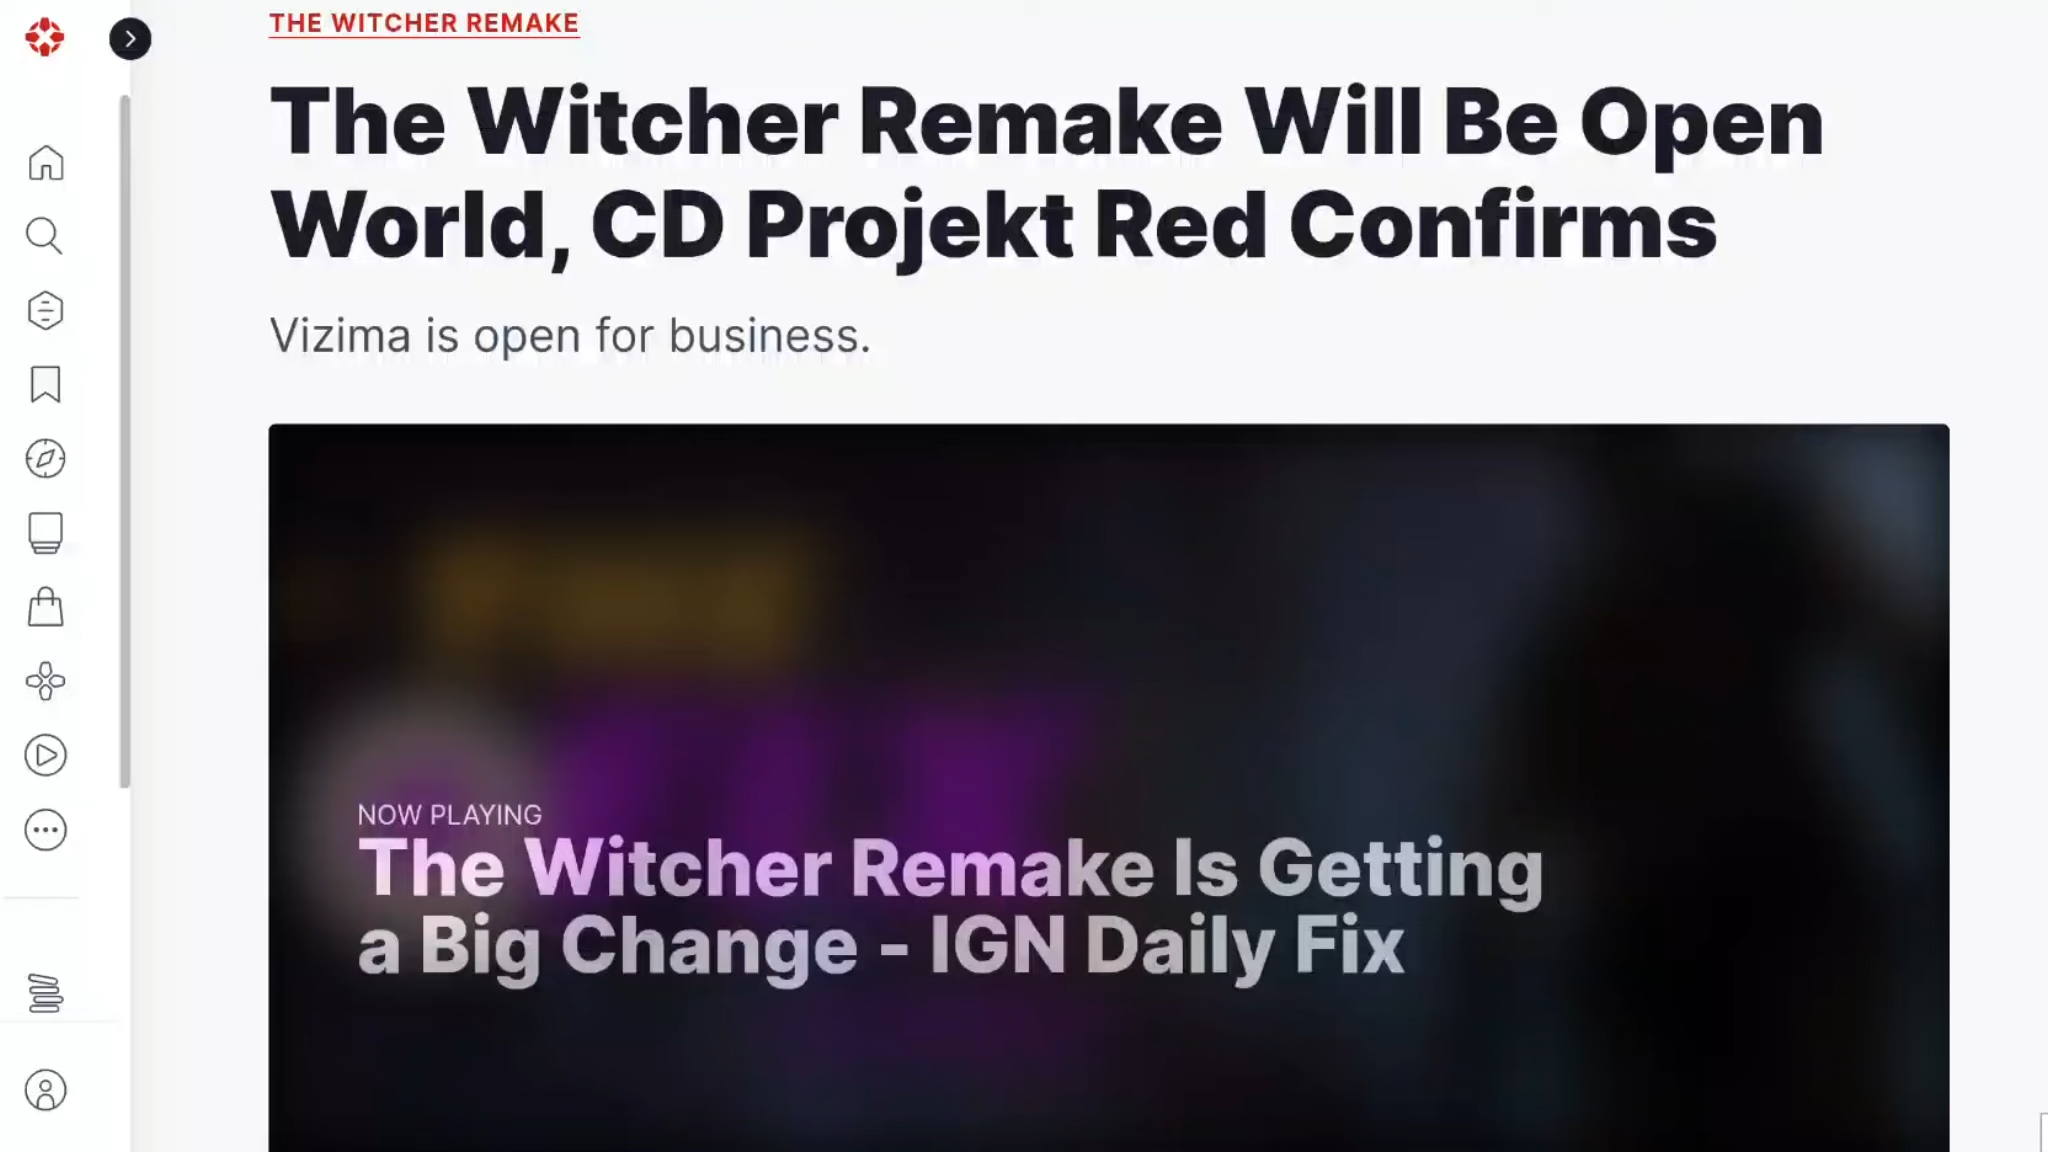 THE WITCHER REMAKE
The Witcher Remake Will Be Open
World, CD Projekt Red Confirms
Vizima is open for business.
NOW PLAYING
The Witcher Remake Is Getting
a Big Change - IGN Daily Fix